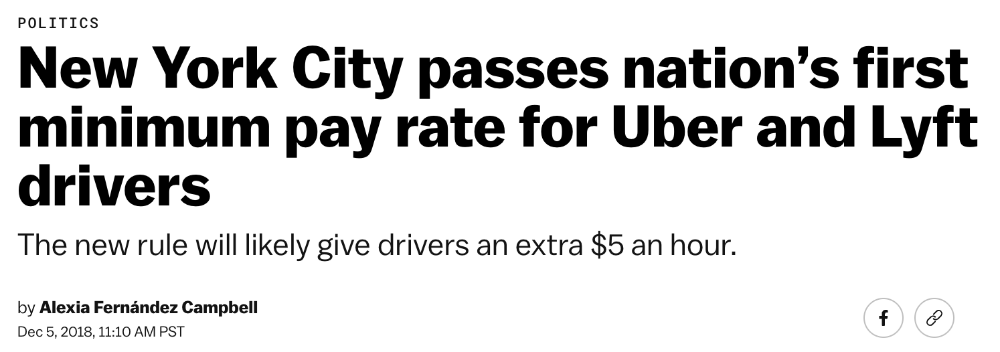 POLITICS
New York City passes nation’s first
minimum pay rate for Uber and Lyft
drivers
The new rule will likely give drivers an extra $5 an hour.
by Alexia Fernández Campbell
Dec 5, 2018, 11:10 AM PST